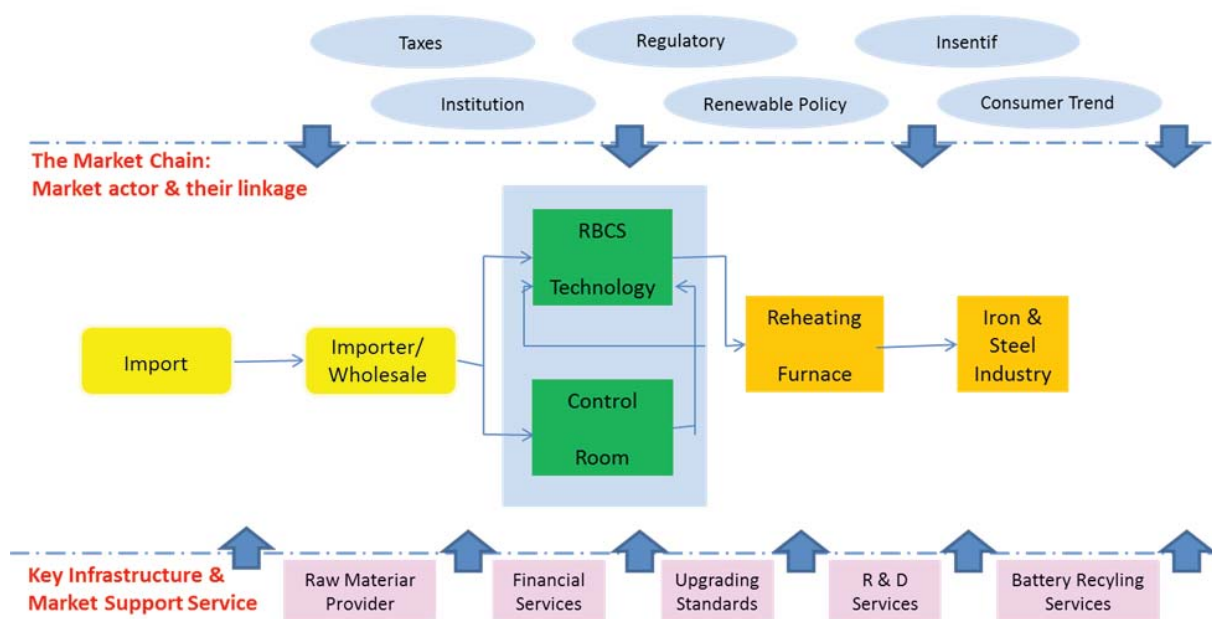 Taxes
Regulatory
Insentif
Institution
Renewable Policy
Consumer Trend
The Market Chain:
Market actor & their linkage
RBCS
Technology
Import
Importer/
Wholesale
Reheating
Furnace
Iron &
Steel
Industry
Control
Room
Key Infrastructure &
Market Support Service
Raw Materiar
Provider
Financial
Services
Upgrading
Standards
R & D
Services
Battery Recyling
Services